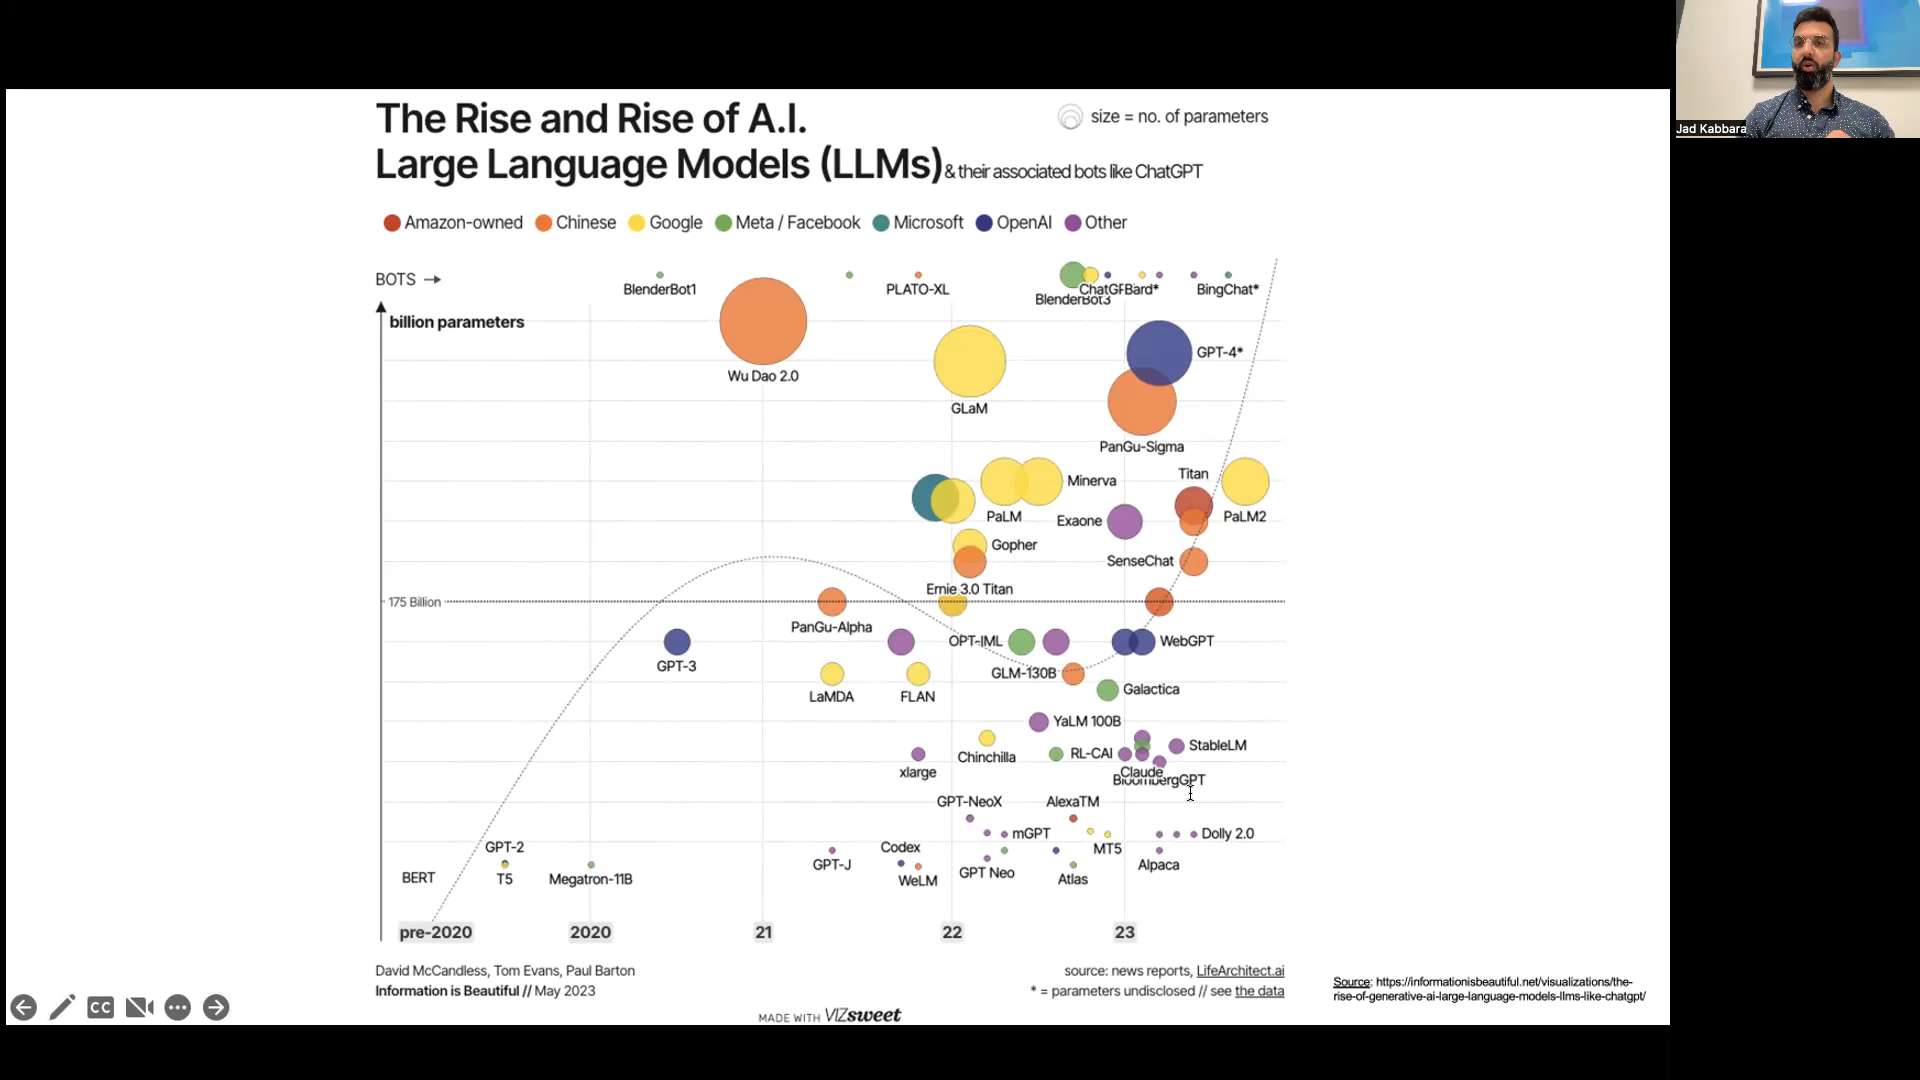 Jad Kabbara
The Rise and Rise of A.I.
size = no. of parameters
Large Language Models (LLMs) & their associated bots like ChatGPT
Amazon-owned Chinese Google Meta / Facebook Microsoft OpenAI Other
BOTS →
BlenderBot1
PLATO-XL
BlenderBot3
ChatGP
Bard*
BingChat*
billion parameters
Wu Dao 2.0
GLaM
GPT-4*
PanGu-Sigma
Titan
Minerva
PaLM
Exaone
PaLM2
Gopher
SenseChat
Ernie 3.0 Titan
175 Billion
PanGu-Alpha
OPT-IML
WebGPT
GPT-3
GLM-130B
LaMDA
FLAN
Galactica
YaLM 100B
StableLM
Chinchilla
RL-CAI
xlarge
Claude
BloombergGPT
GPT-NeoX
AlexaTM
mGPT
Dolly 2.0
GPT-2
Codex
MT5
GPT-J
Alpaca
BERT
T5
Megatron-11B
WeLM
GPT Neo
Atlas
pre-2020 2020 21 22 23
David McCandless, Tom Evans, Paul Barton
source: news reports, LifeArchitect.ai
Information is Beautiful // May 2023
* = parameters undisclosed // see the data
Source: https://informationisbeautiful.net/visualizations/the-
rise-of-generative-ai-large-language-models-llms-like-chatgpt/
CC
MADE WITH VIZsweet